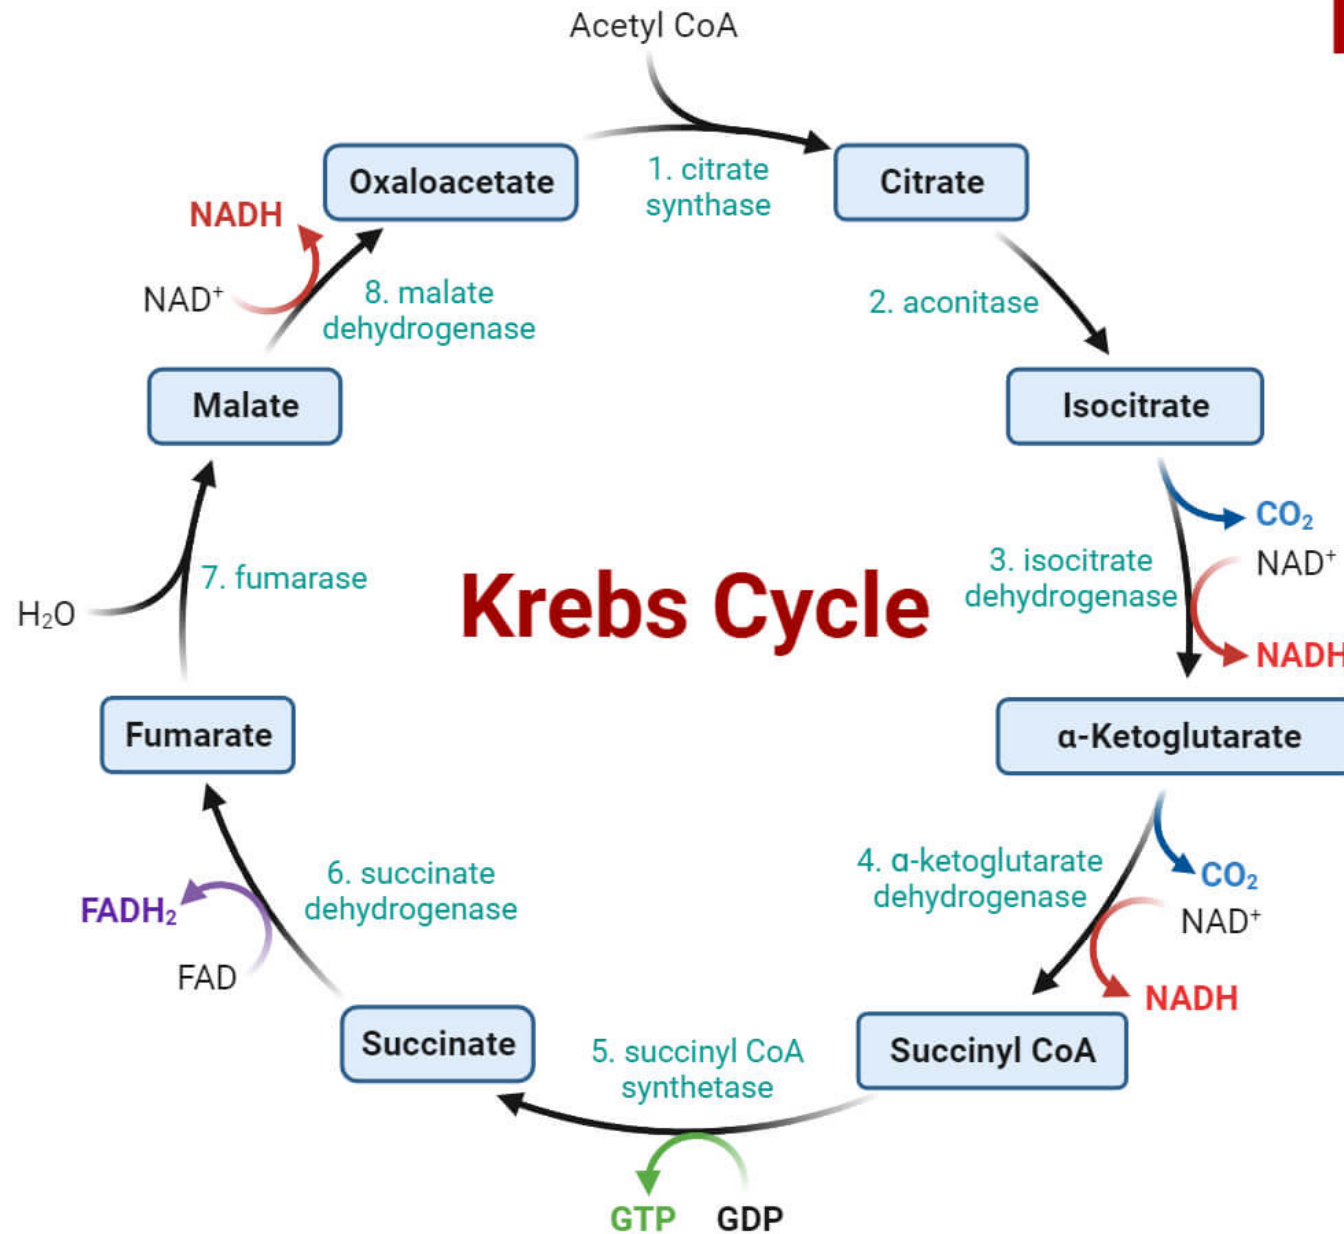 Acetyl CoA
Oxaloacetate
1. citrate
synthase
Citrate
NADH
NAD⁺
8. malate
dehydrogenase
2. aconitase
Malate
Isocitrate
CO₂
NAD⁺
3. isocitrate
dehydrogenase
NADH
7. fumarase
H₂O
Krebs Cycle
Fumarate
α-Ketoglutarate
4. α-ketoglutarate
dehydrogenase
CO₂
NAD⁺
NADH
6. succinate
dehydrogenase
FADH₂
FAD
Succinate
5. succinyl CoA
synthetase
Succinyl CoA
GTP
GDP